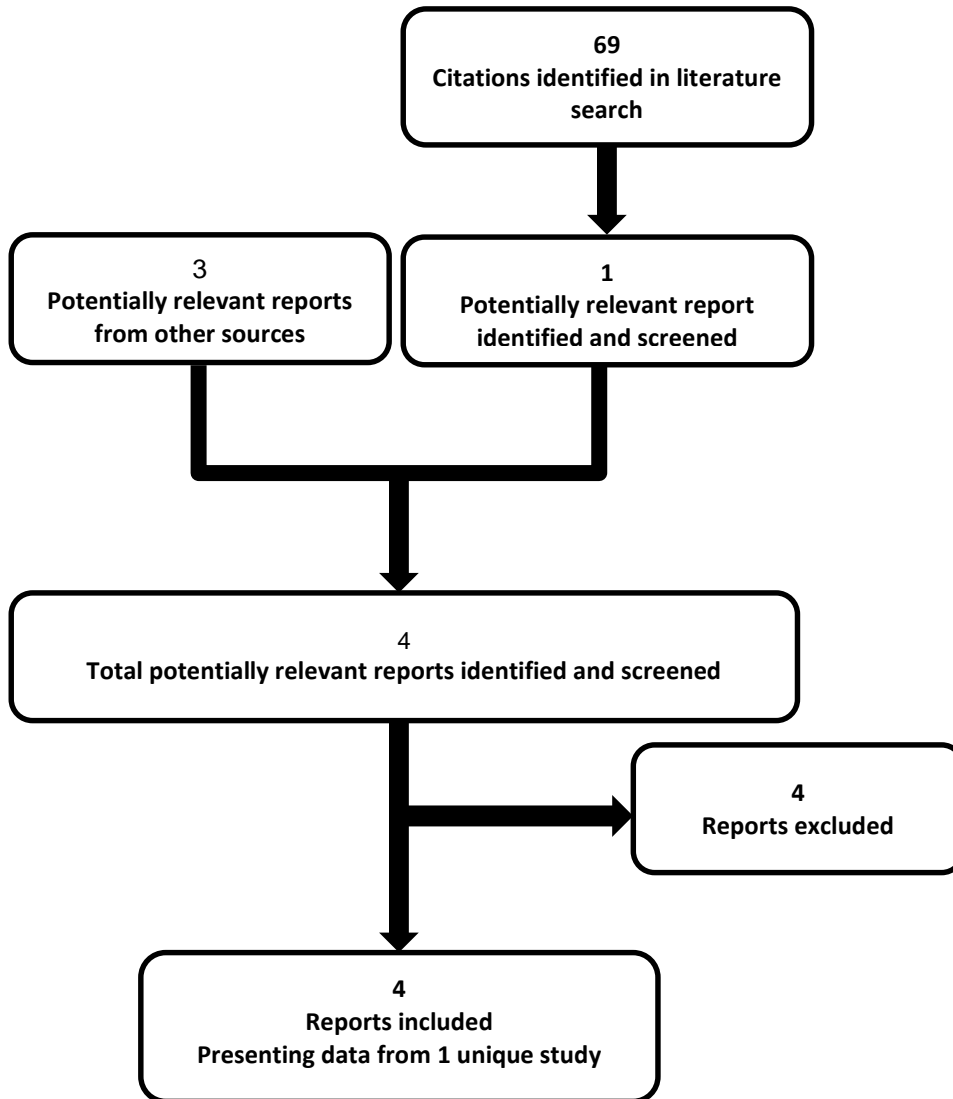 69
Citations identified in literature
search
3
Potentially relevant reports
from other sources
1
Potentially relevant report
identified and screened
4
Total potentially relevant reports identified and screened
4
Reports excluded
4
Reports included
Presenting data from 1 unique study